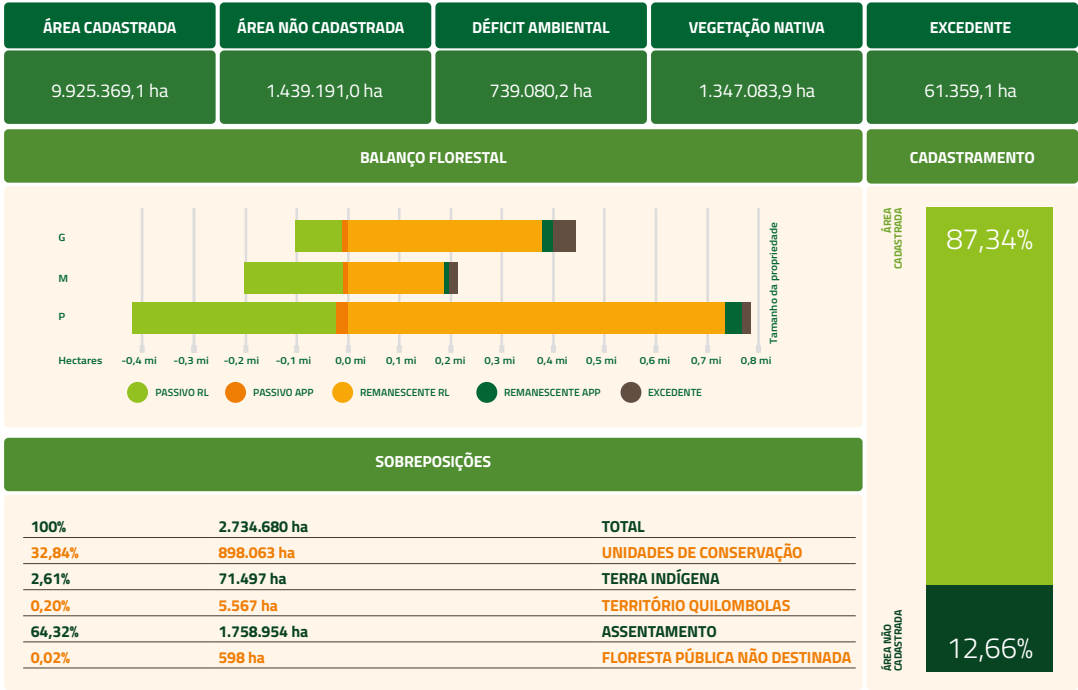 ÁREA CADASTRADA
ÁREA NÃO CADASTRADA
DÉFICIT AMBIENTAL
VEGETAÇÃO NATIVA
EXCEDENTE
9.925.369,1 ha
1.439.191,0 ha
739.080,2 ha
1.347.083,9 ha
61.359,1 ha
BALANÇO FLORESTAL
G
M
P
Tamanho da propriedade
Hectares -0,4 mi -0,3 mi -0,2 mi -0,1 mi 0,0 mi 0,1 mi 0,2 mi 0,3 mi 0,4 mi 0,5 mi 0,6 mi 0,7 mi 0,8 mi
PASSIVO RL
PASSIVO APP
REMANESCENTE RL
REMANESCENTE APP
EXCEDENTE
CADASTRAMENTO
ÁREA
CADASTRADA
87,34%
ÁREA NÃO
CADASTRADA
12,66%
SOBREPOSIÇÕES
100% 2.734.680 ha TOTAL
32,84% 898.063 ha UNIDADES DE CONSERVAÇÃO
2,61% 71.497 ha TERRA INDÍGENA
0,20% 5.567 ha TERRITÓRIO QUILOMBOLAS
64,32% 1.758.954 ha ASSENTAMENTO
0,02% 598 ha FLORESTA PÚBLICA NÃO DESTINADA